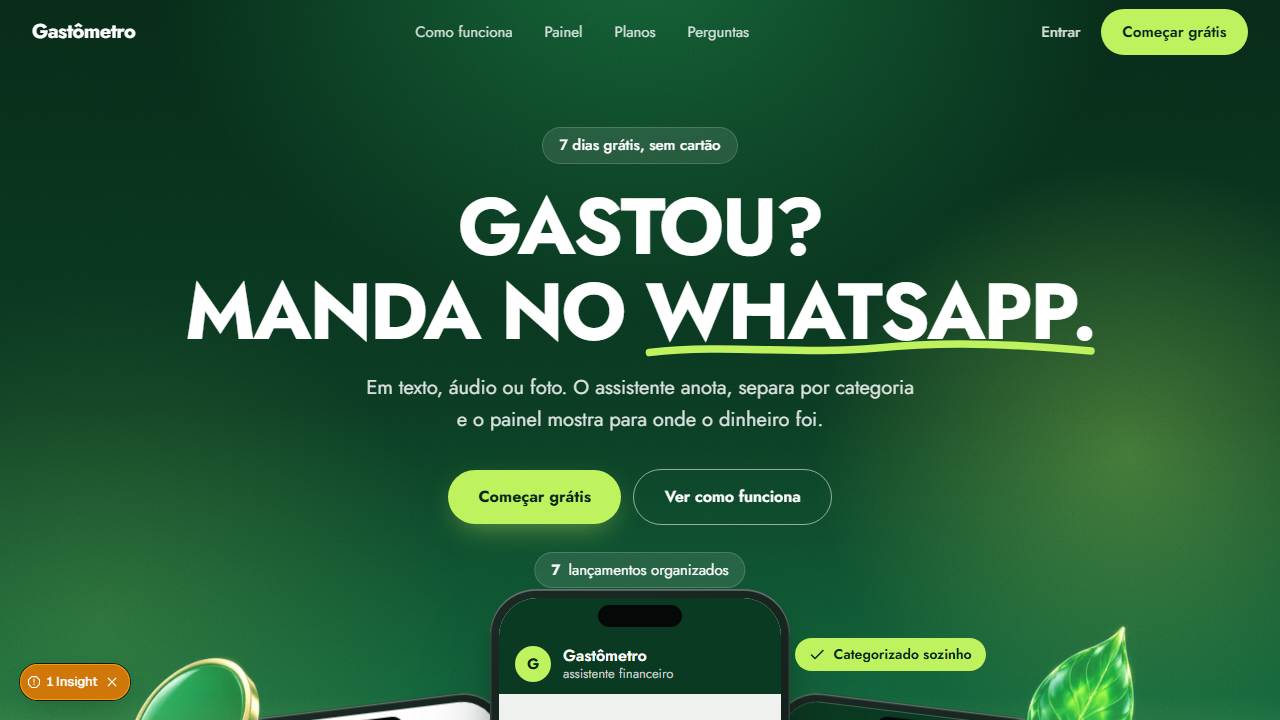 Gastômetro
Como funciona
Painel
Planos
Perguntas
Entrar
Começar grátis
7 dias grátis, sem cartão
GASTOU?
MANDA NO WHATSAPP.
Em texto, áudio ou foto. O assistente anota, separa por categoria
e o painel mostra para onde o dinheiro foi.
Começar grátis
Ver como funciona
7 lançamentos organizados
G
Gastômetro
assistente financeiro
Categorizado sozinho
1 Insight